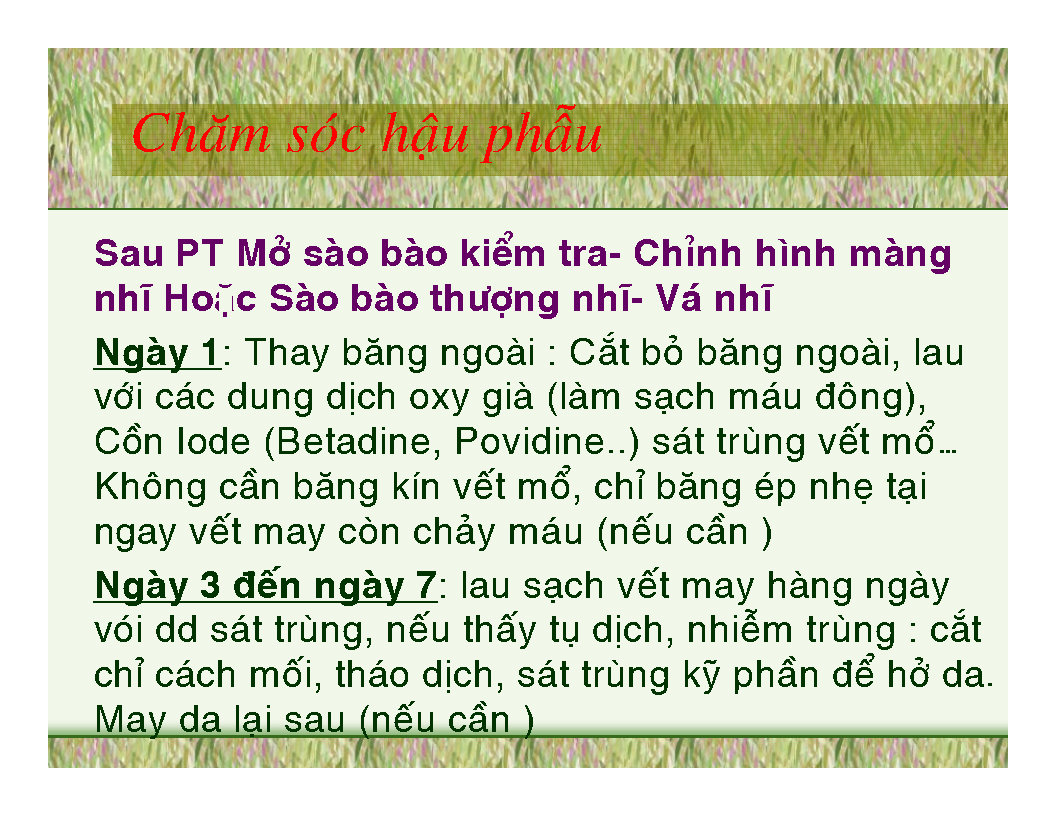 Chăm sóc hậu phẫu
Sau PT Mở sào bào kiểm tra- Chỉnh hình màng
nhĩ Hoặc Sào bào thượng nhĩ- Vá nhĩ
Ngày 1: Thay băng ngoài : Cắt bỏ băng ngoài, lau
với các dung dịch oxy già (làm sạch máu đông),
Cồn Iode (Betadine, Povidine..) sát trùng vết mổ…
Không cần băng kín vết mổ, chỉ băng ép nhẹ tại
ngay vết may còn chảy máu (nếu cần )
Ngày 3 đến ngày 7: lau sạch vết may hàng ngày
vói dd sát trùng, nếu thấy tụ dịch, nhiễm trùng : cắt
chỉ cách mối, tháo dịch, sát trùng kỹ phần để hở da.
May da lại sau (nếu cần )